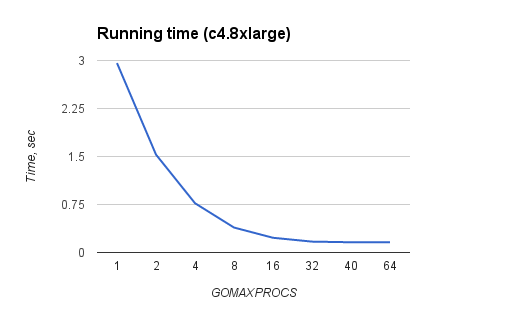 Running time (c4.8xlarge)
3
2.25
1.5
0.75
0
Time, sec
1 2 4 8 16 32 40 64
GOMAXPROCS